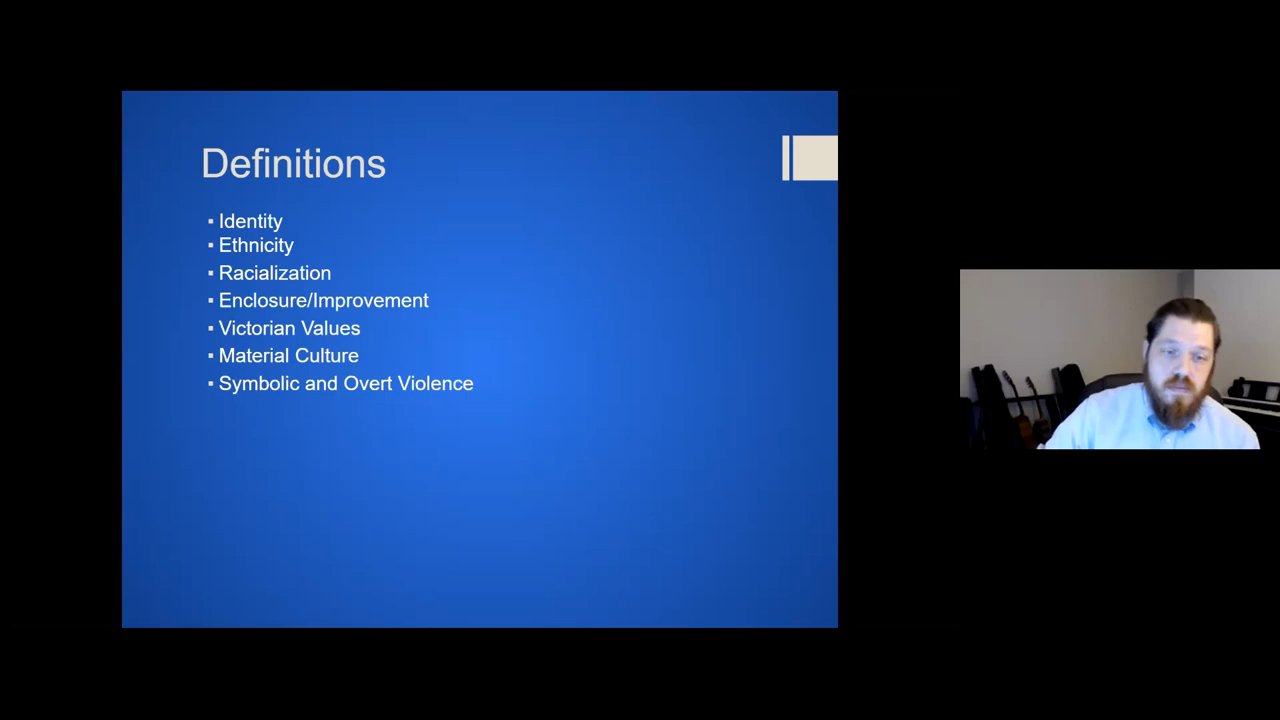 Definitions
Identity
Ethnicity
Racialization
Enclosure/Improvement
Victorian Values
Material Culture
Symbolic and Overt Violence